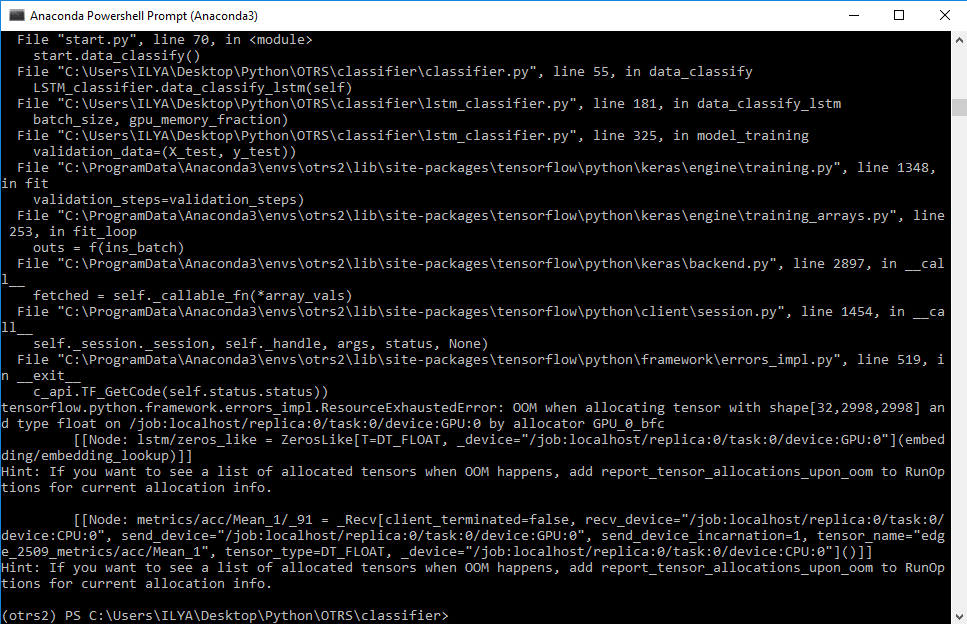 Anaconda Powershell Prompt (Anaconda3)
File "start.py", line 70, in <module>
start.data_classify()
File "C:\Users\ILYA\Desktop\Python\OTRS\classifier\classifier.py", line 55, in data_classify
LSTM_classifier.data_classify_lstm(self)
File "C:\Users\ILYA\Desktop\Python\OTRS\classifier\lstm_classifier.py", line 181, in data_classify_lstm
batch_size, gpu_memory_fraction)
File "C:\Users\ILYA\Desktop\Python\OTRS\classifier\lstm_classifier.py", line 325, in model_training
validation_data=(X_test, y_test))
File "C:\ProgramData\Anaconda3\envs\otrs2\lib\site-packages\tensorflow\python\keras\engine\training.py", line 1348,
in fit
validation_steps=validation_steps)
File "C:\ProgramData\Anaconda3\envs\otrs2\lib\site-packages\tensorflow\python\keras\engine\training_arrays.py", line
253, in fit_loop
outs = f(ins_batch)
File "C:\ProgramData\Anaconda3\envs\otrs2\lib\site-packages\tensorflow\python\keras\backend.py", line 2897, in __cal
l__
fetched = self._callable_fn(*array_vals)
File "C:\ProgramData\Anaconda3\envs\otrs2\lib\site-packages\tensorflow\python\client\session.py", line 1454, in __ca
ll__
self._session._session, self._handle, args, status, None)
File "C:\ProgramData\Anaconda3\envs\otrs2\lib\site-packages\tensorflow\python\framework\errors_impl.py", line 519, i
n __exit__
c_api.TF_GetCode(self.status.status))
tensorflow.python.framework.errors_impl.ResourceExhaustedError: OOM when allocating tensor with shape[32,2998,2998] an
d type float on /job:localhost/replica:0/task:0/device:GPU:0 by allocator GPU_0_bfc
[[Node: lstm/zeros_like = ZerosLike[T=DT_FLOAT, _device="/job:localhost/replica:0/task:0/device:GPU:0"](embed
ding/embedding_lookup)]]
Hint: If you want to see a list of allocated tensors when OOM happens, add report_tensor_allocations_upon_oom to RunOp
tions for current allocation info.
[[Node: metrics/acc/Mean_1/_91 = _Recv[client_terminated=false, recv_device="/job:localhost/replica:0/task:0/
device:CPU:0", send_device="/job:localhost/replica:0/task:0/device:GPU:0", send_device_incarnation=1, tensor_name="edg
e_2509_metrics/acc/Mean_1", tensor_type=DT_FLOAT, _device="/job:localhost/replica:0/task:0/device:CPU:0"]()]]
Hint: If you want to see a list of allocated tensors when OOM happens, add report_tensor_allocations_upon_oom to RunOp
tions for current allocation info.
(otrs2) PS C:\Users\ILYA\Desktop\Python\OTRS\classifier>